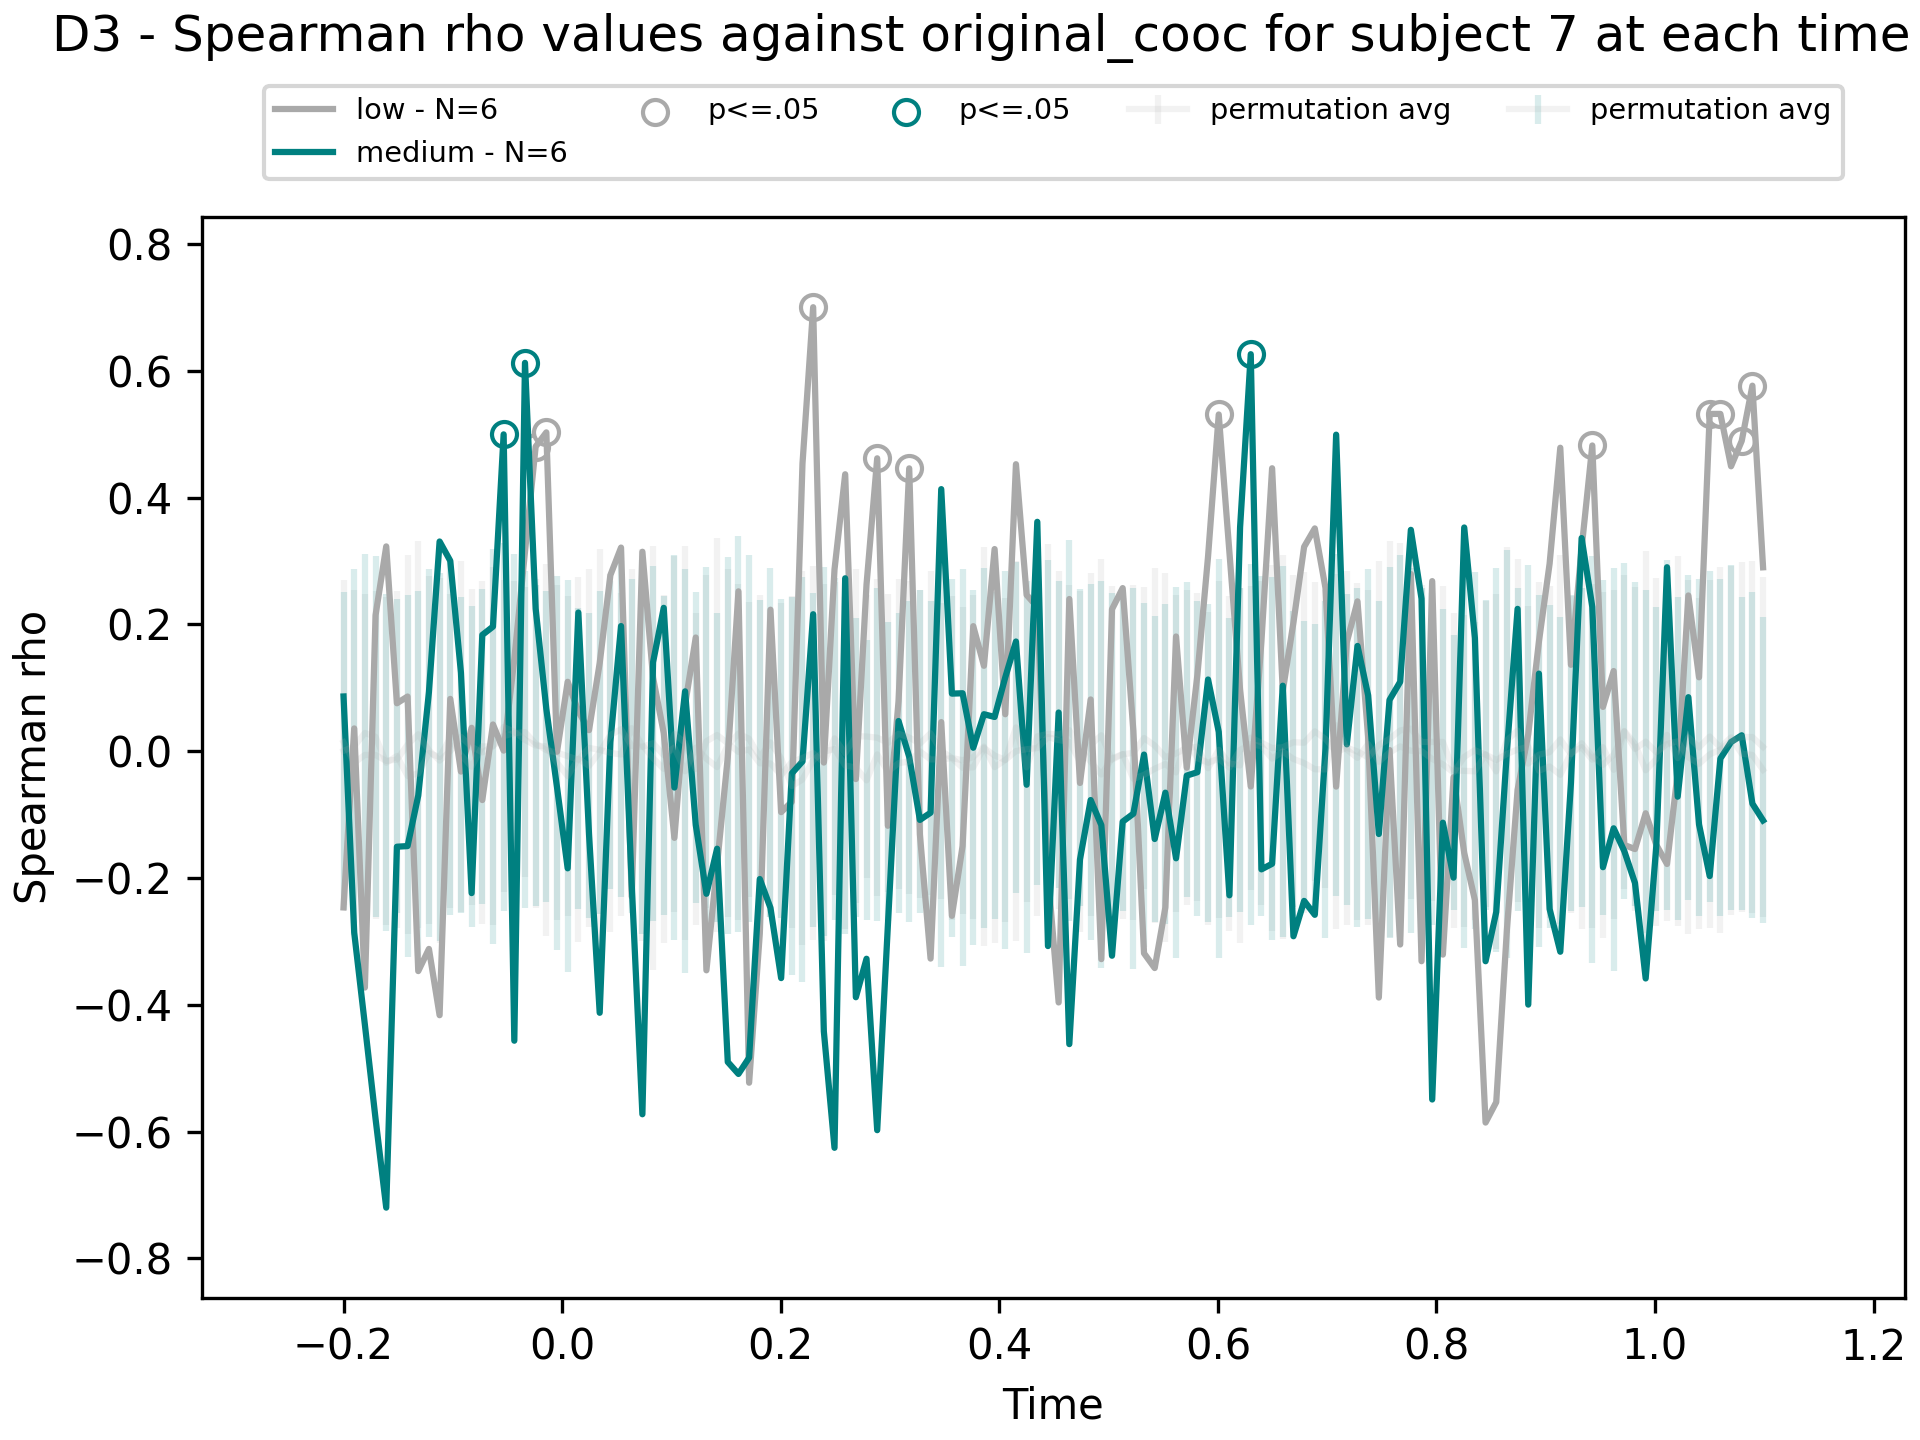 D3 - Spearman rho values against original_cooc for subject 7 at each time
low - N=6
medium - N=6
p<=.05
p<=.05
permutation avg
permutation avg
Spearman rho
0.8
0.6
0.4
0.2
0.0
−0.2
−0.4
−0.6
−0.8
−0.2 0.0 0.2 0.4 0.6 0.8 1.0 1.2
Time